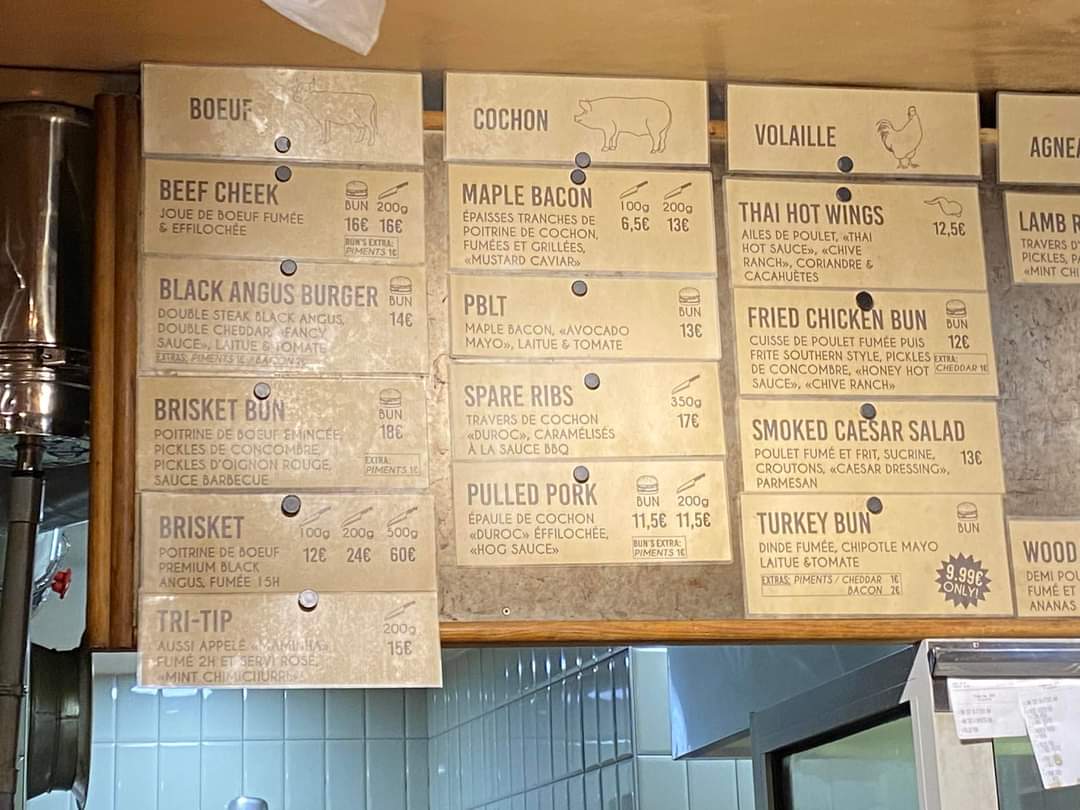 BOEUF
BEEF CHEEK
JOUE DE BOEUF FUMÉE
& EFFILOCHÉE
BUN 200g
16€ 16€
BUN'S EXTRA:
PIMENTS 1€
BLACK ANGUS BURGER
DOUBLE STEAK BLACK ANGUS,
DOUBLE CHEDDAR, «FANCY
SAUCE», LAITUE & TOMATE
EXTRAS: PIMENTS 1€ / BACON 2€
BUN
14€
BRISKET BUN
POITRINE DE BOEUF ÉMINCÉE,
PICKLES DE CONCOMBRE,
PICKLES D'OIGNON ROUGE,
SAUCE BARBECUE
BUN
18€
EXTRA:
PIMENTS 1€
BRISKET
POITRINE DE BOEUF
PREMIUM BLACK
ANGUS, FUMÉE 15H
100g 200g 500g
12€ 24€ 60€
TRI-TIP
AUSSI APPELÉ
FUMÉ 2H ET SERVI ROSÉ,
«MINT CHIMICHURRI»
200g
15€
COCHON
MAPLE BACON
ÉPAISSES TRANCHES DE
POITRINE DE COCHON,
FUMÉES ET GRILLÉES,
«MUSTARD CAVIAR»
100g 200g
6,5€ 13€
PBLT
MAPLE BACON, «AVOCADO
MAYO», LAITUE & TOMATE
BUN
13€
SPARE RIBS
TRAVERS DE COCHON
«DUROC», CARAMÉLISÉS
À LA SAUCE BBQ
350g
17€
PULLED PORK
ÉPAULE DE COCHON
«DUROC» ÉFFILOCHÉE,
«HOG SAUCE»
BUN 200g
11,5€ 11,5€
BUN'S EXTRA:
PIMENTS 1€
VOLAILLE
THAI HOT WINGS
AILES DE POULET, «THAI
HOT SAUCE», «CHIVE
RANCH», CORIANDRE &
CACAHUÈTES
12,5€
FRIED CHICKEN BUN
CUISSE DE POULET FUMÉE PUIS
FRITE SOUTHERN STYLE, PICKLES
DE CONCOMBRE, «HONEY HOT
SAUCE», «CHIVE RANCH»
BUN
12€
EXTRA:
CHEDDAR 1€
SMOKED CAESAR SALAD
POULET FUMÉ ET FRIT, SUCRINE,
CROUTONS, «CAESAR DRESSING»,
PARMESAN
13€
TURKEY BUN
DINDE FUMÉE, CHIPOTLE MAYO
LAITUE &TOMATE
EXTRAS: PIMENTS / CHEDDAR 1€
BACON 2€
BUN
9.99€
ONLY!
AGNEA
LAMB R
TRAVERS D'
PICKLES, PA
«MINT CHI
WOOD
DEMI POU
FUMÉ ET
ANANAS